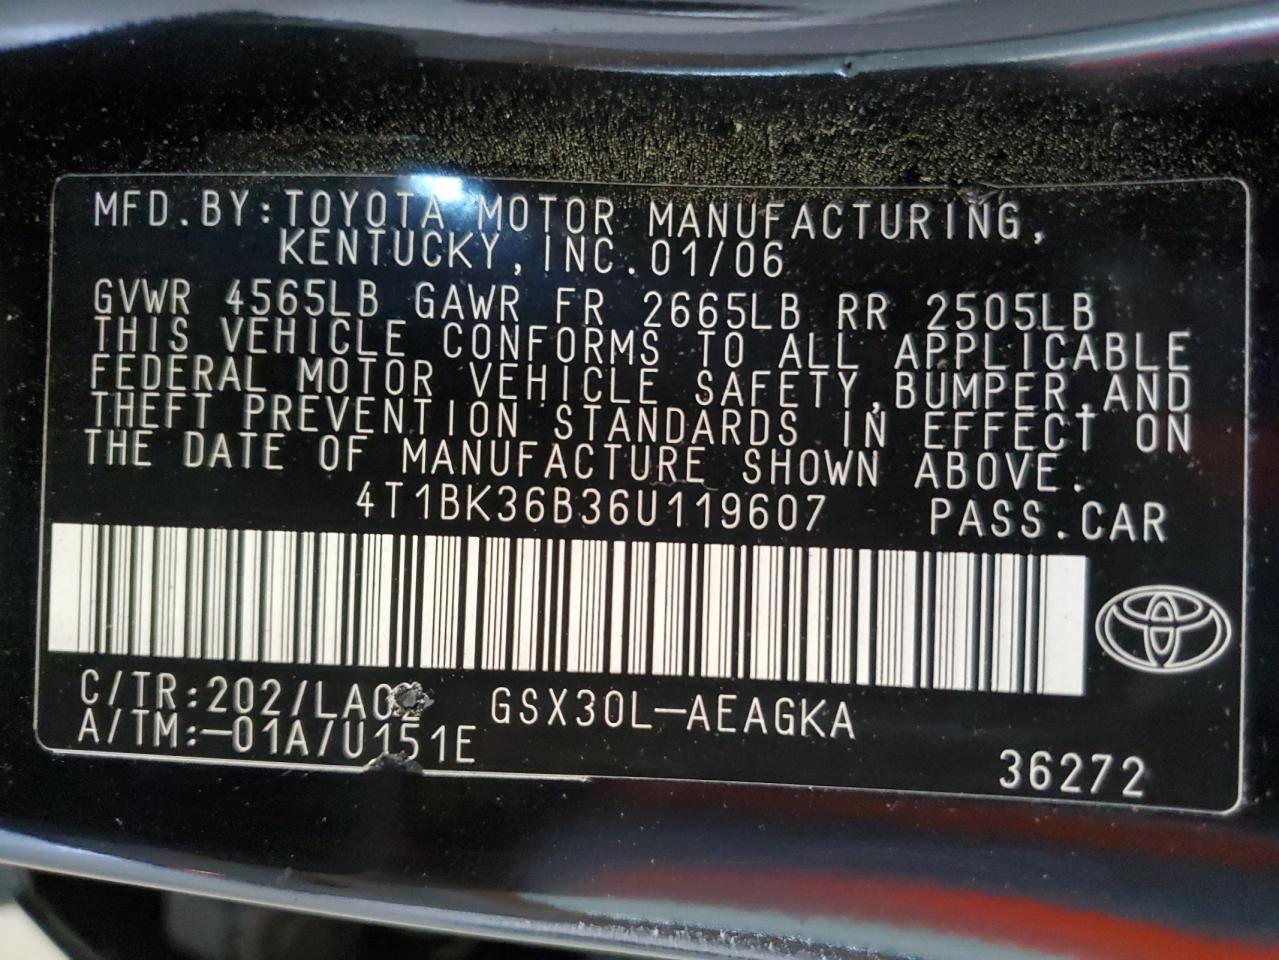 MFD.BY:TOYOTA MOTOR MANUFACTURING,
KENTUCKY,INC.01/06
GVWR 4565LB GAWR FR 2665LB RR 2505LB
THIS VEHICLE CONFORMS TO ALL APPLICABLE
FEDERAL MOTOR VEHICLE SAFETY,BUMPER,AND
THEFT PREVENTION STANDARDS IN EFFECT ON
THE DATE OF MANUFACTURE SHOWN ABOVE.
4T1BK36B36U119607 PASS.CAR
C/TR:202/ GSX30L-AEAGKA
A/TM:-01A/U151E
36272